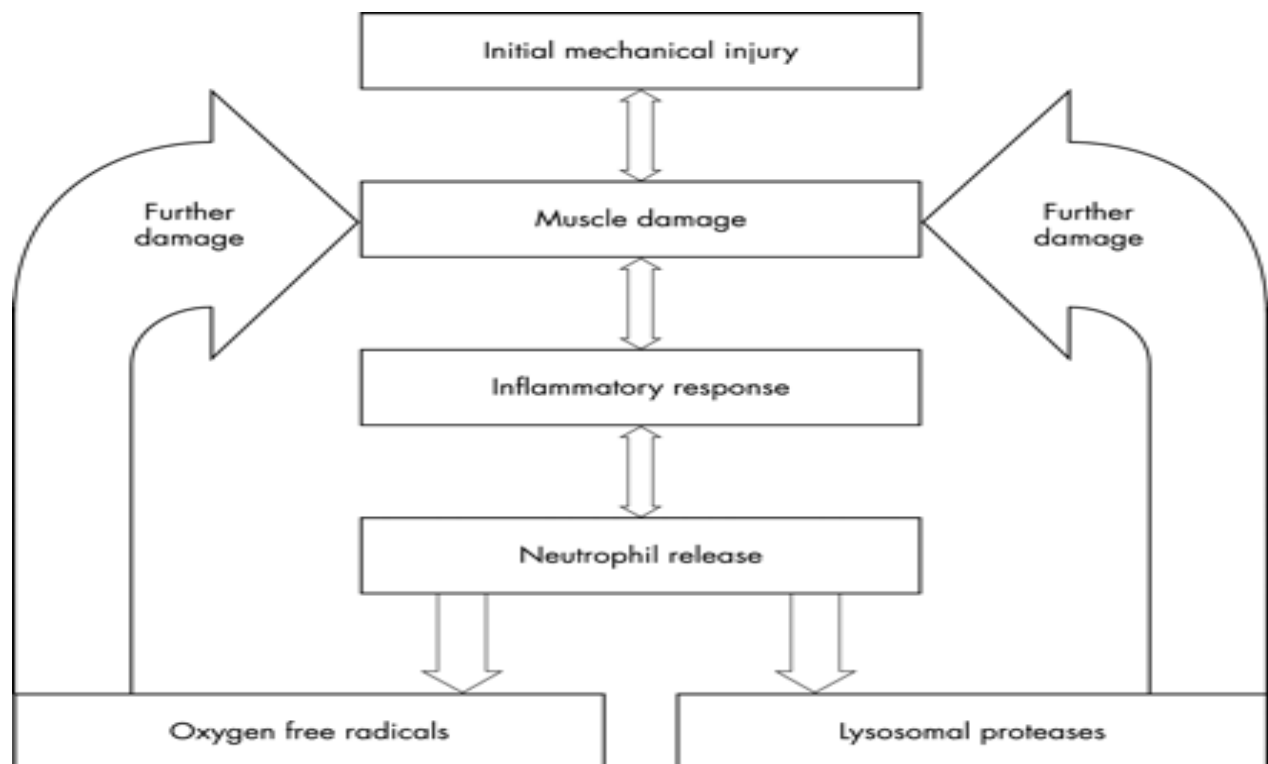 Initial mechanical injury
Muscle damage
Further
damage
Further
damage
Inflammatory response
Neutrophil release
Oxygen free radicals
Lysosomal proteases